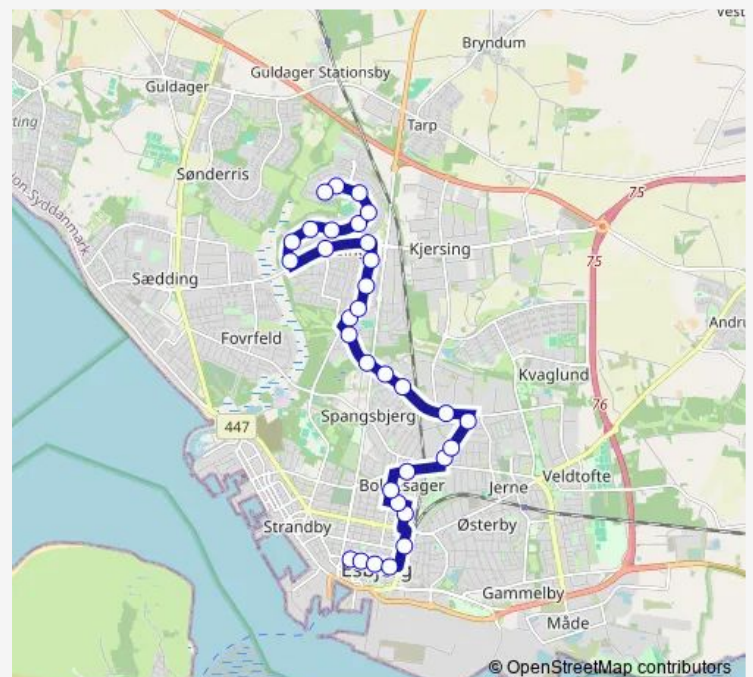 Vest
Bryndum
Guldager Stationsby
Guldager
Tarp
Sønderris
75
Kjersing
75
Sædding
Andru
Fovrfeld
Kvaglund
76
Spangsbjerg
447
Veldtofte
Jerne
Strandby
Østerby
Esbjerg
Gammelby
Måde
© OpenStreetMap contributors